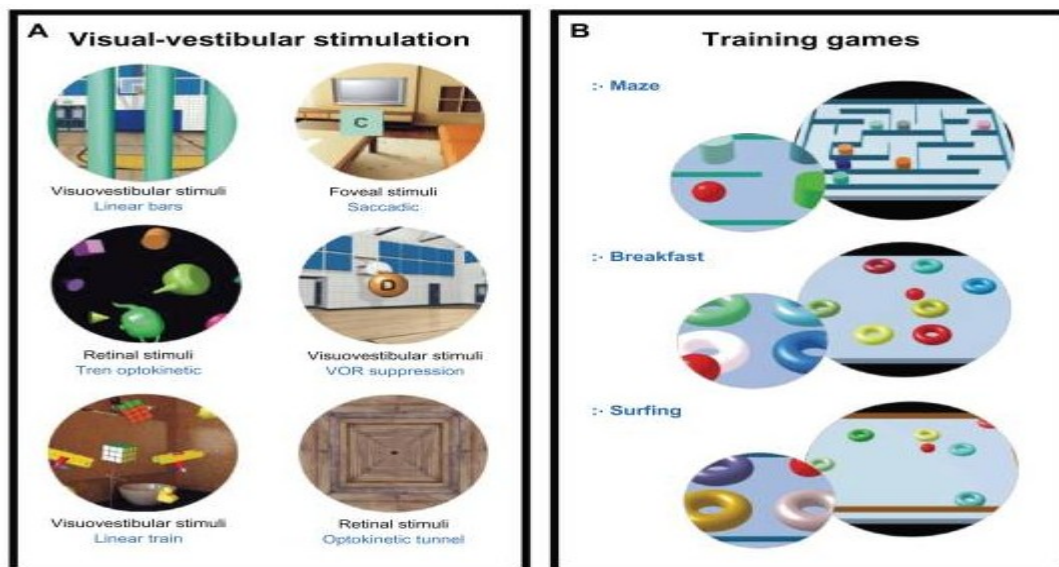 A
Visual-vestibular stimulation
Visuovestibular stimuli
Linear bars
C
Foveal stimuli
Saccadic
Retinal stimuli
Tren optokinetic
D
Visuovestibular stimuli
VOR suppression
Visuovestibular stimuli
Linear train
Retinal stimuli
Optokinetic tunnel
B
Training games
:· Maze
:· Breakfast
:· Surfing